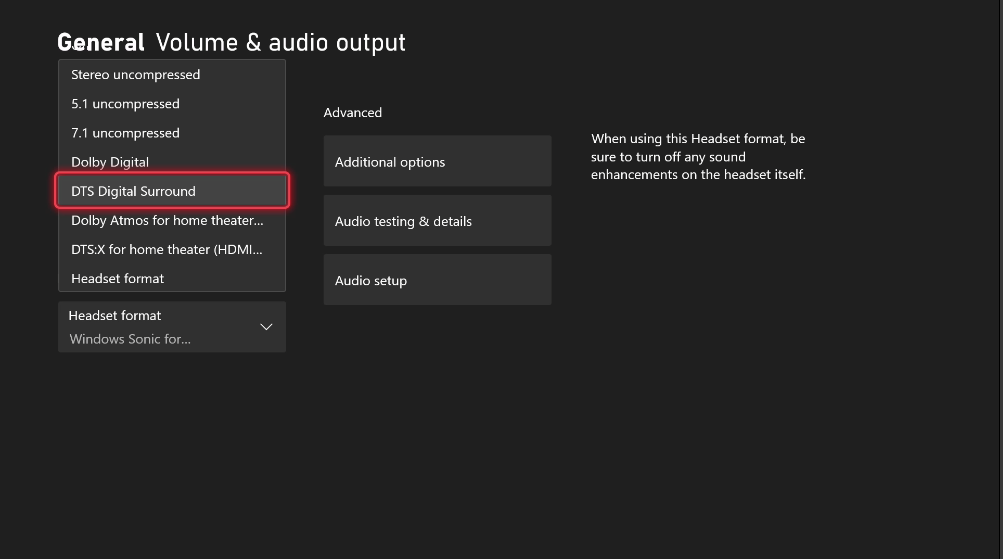 General Volume & audio output
Stereo uncompressed
5.1 uncompressed
7.1 uncompressed
Dolby Digital
DTS Digital Surround
Dolby Atmos for home theater...
DTS:X for home theater (HDMI...
Headset format
Headset format
Windows Sonic for...
Advanced
Additional options
Audio testing & details
Audio setup
When using this Headset format, be
sure to turn off any sound
enhancements on the headset itself.